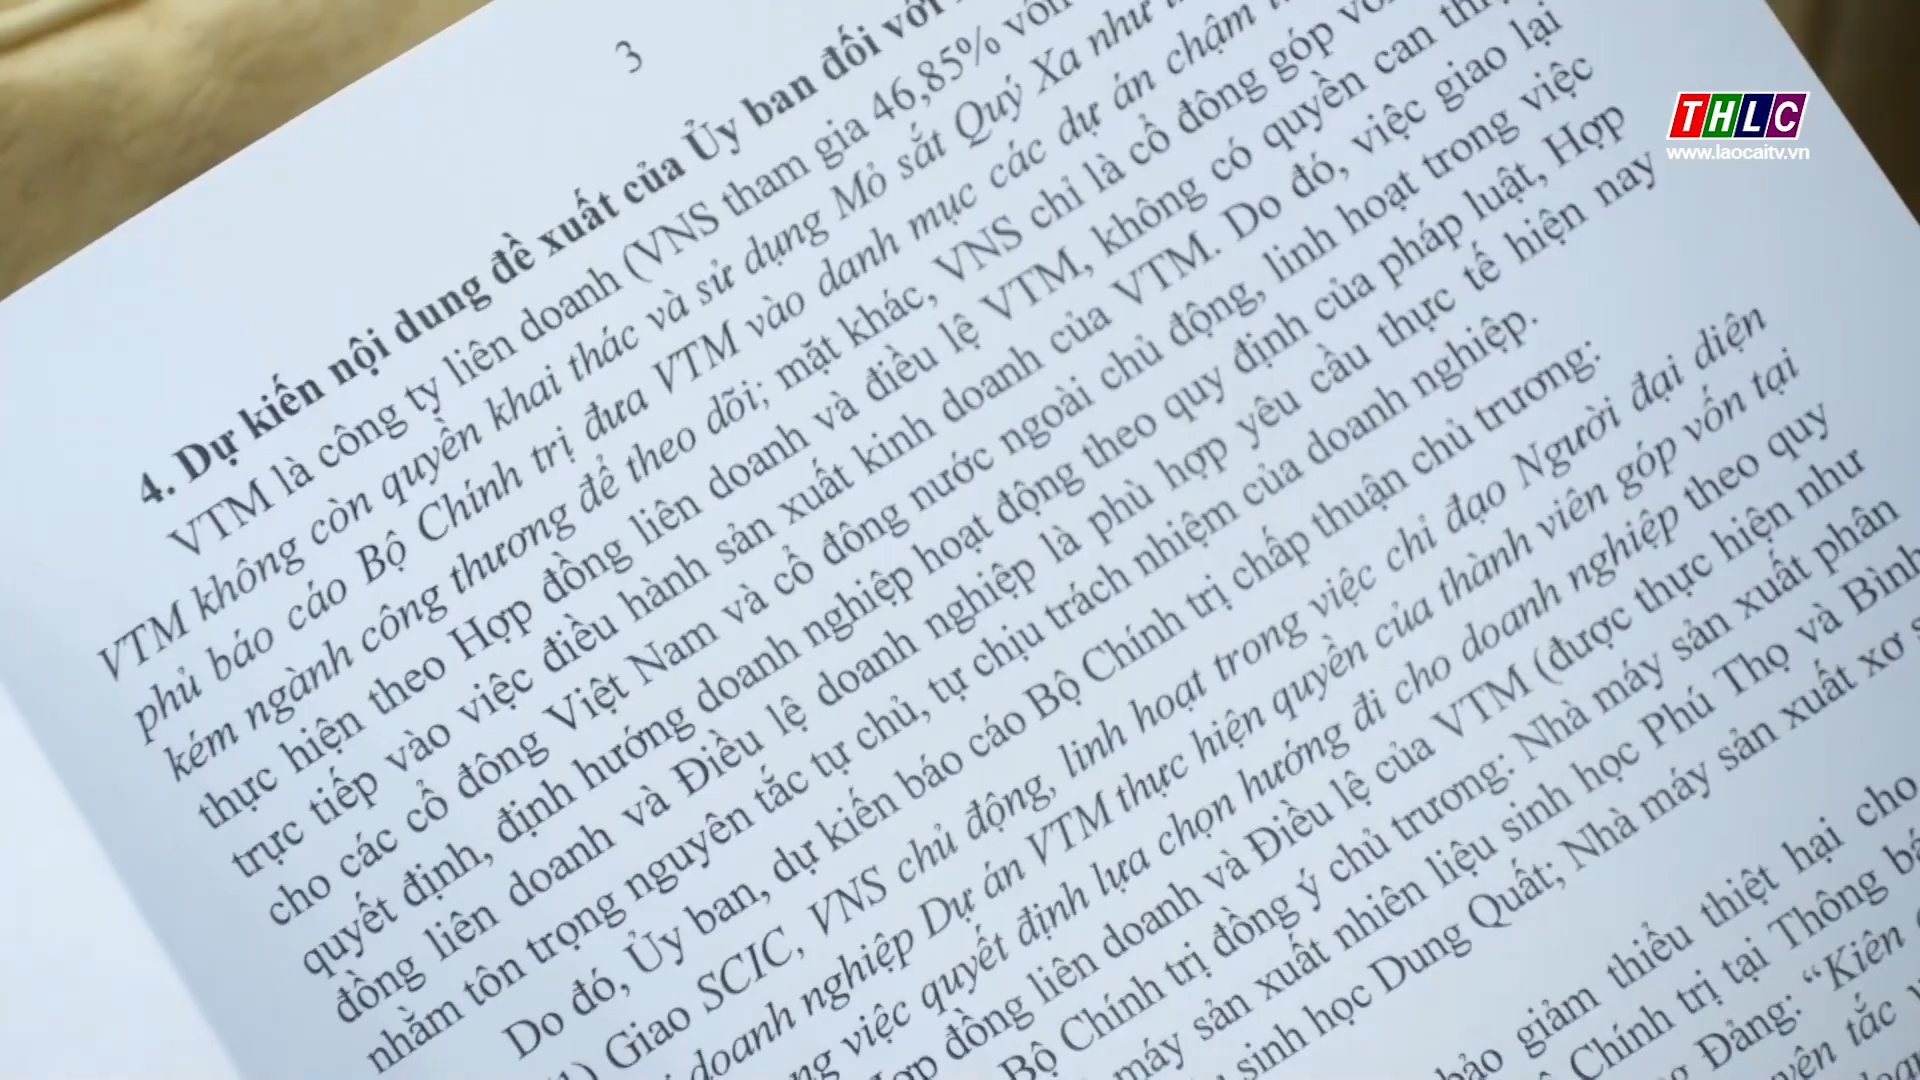 3
4. Dự kiến nội dung đề xuất của Ủy ban đối với
VTM là công ty liên doanh (VNS tham gia 46,85% vốn
VTM không còn quyền khai thác và sử dụng Mỏ sắt Quý Xa như
phủ báo cáo Bộ Chính trị đưa VTM vào danh mục các dự án chậm
kém ngành công thương để theo dõi; mặt khác, VNS chỉ là cổ đông góp
thực hiện theo Hợp đồng liên doanh và điều lệ VTM, không có quyền can
trực tiếp vào việc điều hành sản xuất kinh doanh của VTM. Do đó, việc giao lại
cho các cổ đông Việt Nam và cổ đông nước ngoài chủ động, linh hoạt trong việc
quyết định, định hướng doanh nghiệp hoạt động theo quy định của pháp luật, Hợp
đồng liên doanh và Điều lệ doanh nghiệp là phù hợp yêu cầu thực tế hiện nay
nhằm tôn trọng nguyên tắc tự chủ, tự chịu trách nhiệm của doanh nghiệp.
Do đó, Ủy ban, dự kiến báo cáo Bộ Chính trị chấp thuận chủ trương:
Giao SCIC, VNS chủ động, linh hoạt trong việc chỉ đạo Người đại diện
doanh nghiệp Dự án VTM thực hiện quyền của thành viên góp vốn tại
việc quyết định lựa chọn hướng đi cho doanh nghiệp theo quy
đồng liên doanh và Điều lệ của VTM (được thực hiện như
Bộ Chính trị đồng ý chủ trương: Nhà máy sản xuất phân
máy sản xuất nhiên liệu sinh học Phú Thọ và Bình
sinh học Dung Quất; Nhà máy sản xuất xơ
giảm thiểu thiệt hại cho
Chính trị tại Thông
Đảng: “Kiên
tắc
THLC
www.laocaitv.vn